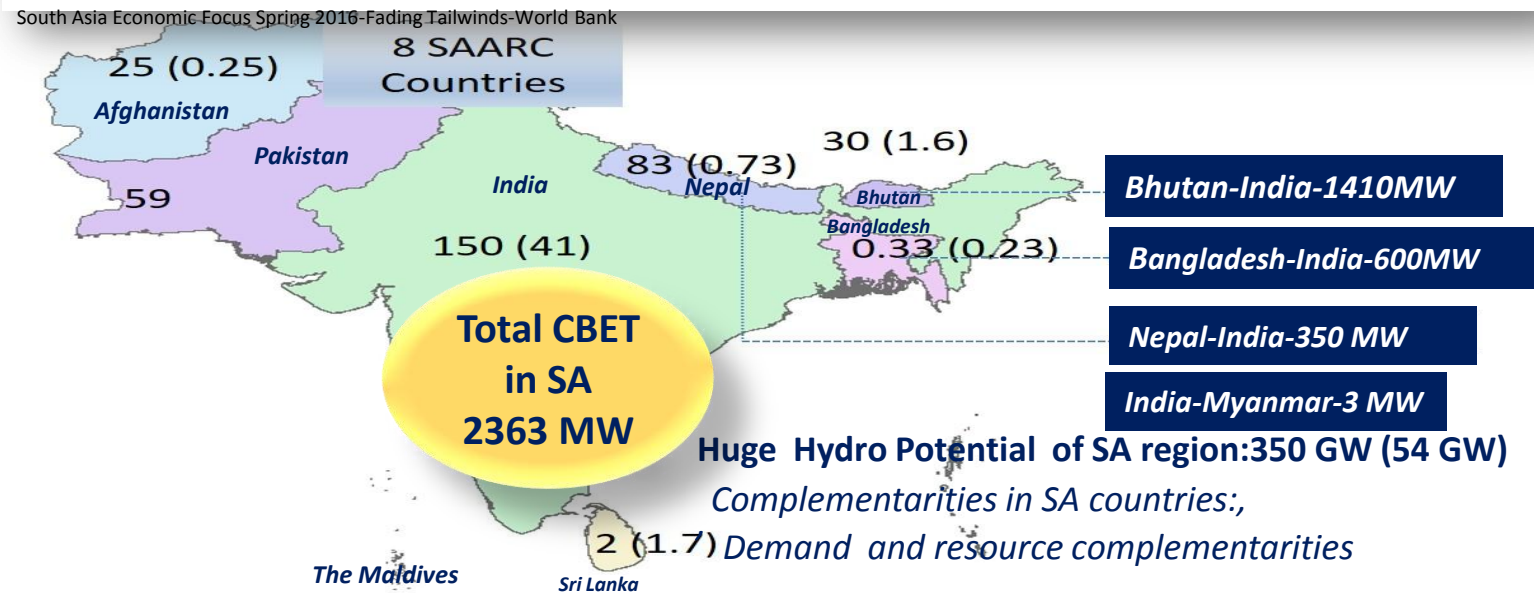 South Asia Economic Focus Spring 2016-Fading Tailwinds-World Bank
8 SAARC
Countries
25 (0.25)
Afghanistan
Pakistan
59
India
150 (41)
83 (0.73)
Nepal
30 (1.6)
Bhutan
Bangladesh
0.33 (0.23)
Bhutan-India-1410MW
Bangladesh-India-600MW
Nepal-India-350 MW
India-Myanmar-3 MW
Total CBET
in SA
2363 MW
Huge Hydro Potential of SA region:350 GW (54 GW)
Complementarities in SA countries:,
Demand and resource complementarities
2 (1.7)
The Maldives
Sri Lanka